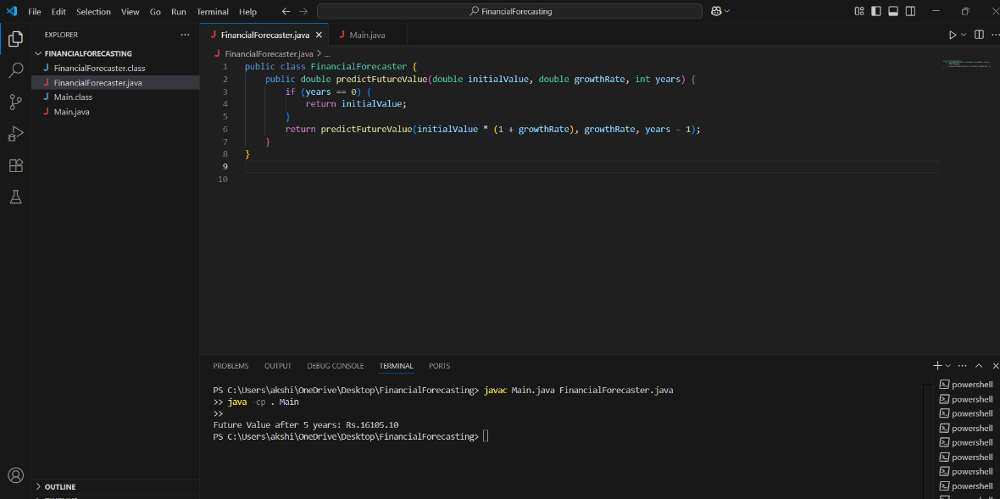 File Edit Selection View Go Run Terminal Help
FinancialForecasting
EXPLORER
FINANCIALFORECASTING
J FinancialForecaster.class
J FinancialForecaster.java
J Main.class
J Main.java
OUTLINE
J FinancialForecaster.java
J Main.java
J FinancialForecaster.java > ...
1 public class FinancialForecaster {
2 public double predictFutureValue(double initialValue, double growthRate, int years) {
3 if (years == 0) {
4 return initialValue;
5 }
6 return predictFutureValue(initialValue * (1 + growthRate), growthRate, years - 1);
7 }
8 }
9
10
PROBLEMS OUTPUT DEBUG CONSOLE TERMINAL PORTS
PS C:\Users\akshi\OneDrive\Desktop\FinancialForecasting> javac Main.java FinancialForecaster.java
>> java -cp . Main
>>
Future Value after 5 years: Rs.16105.10
PS C:\Users\akshi\OneDrive\Desktop\FinancialForecasting>
powershell
powershell
powershell
powershell
powershell
powershell
powershell
powershell